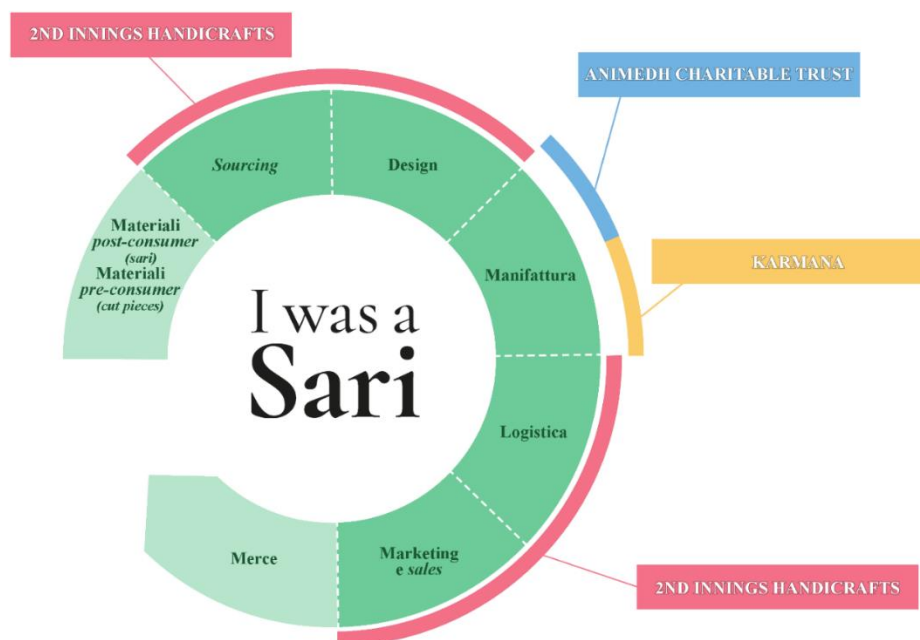 2ND INNINGS HANDICRAFTS
ANIMEDH CHARITABLE TRUST
Sourcing
Design
Materiali
post-consumer
(sari)
Materiali
pre-consumer
(cut pieces)
Manifattura
KARMANA
I was a
Sari
Logistica
Merce
Marketing
e sales
2ND INNINGS HANDICRAFTS